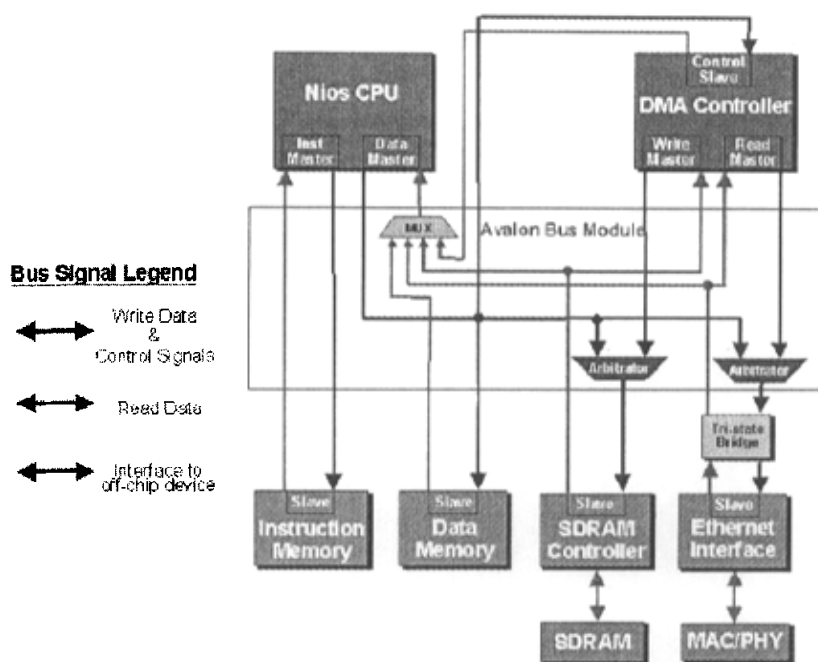 Control
Slave
Nios CPU
DMA Controller
Inst
Master
Data
Master
Write
Master
Read
Master
MUX
Avalon Bus Module
Bus Signal Legend
Write Data
&
Control Signals
Read Data
Interface to
off-chip device
Arbitrator
Arbitrator
Tri-state
Bridge
Slave
Instruction
Memory
Slave
Data
Memory
Slave
SDRAM
Controller
Slave
Ethernet
Interface
SDRAM
MAC/PHY